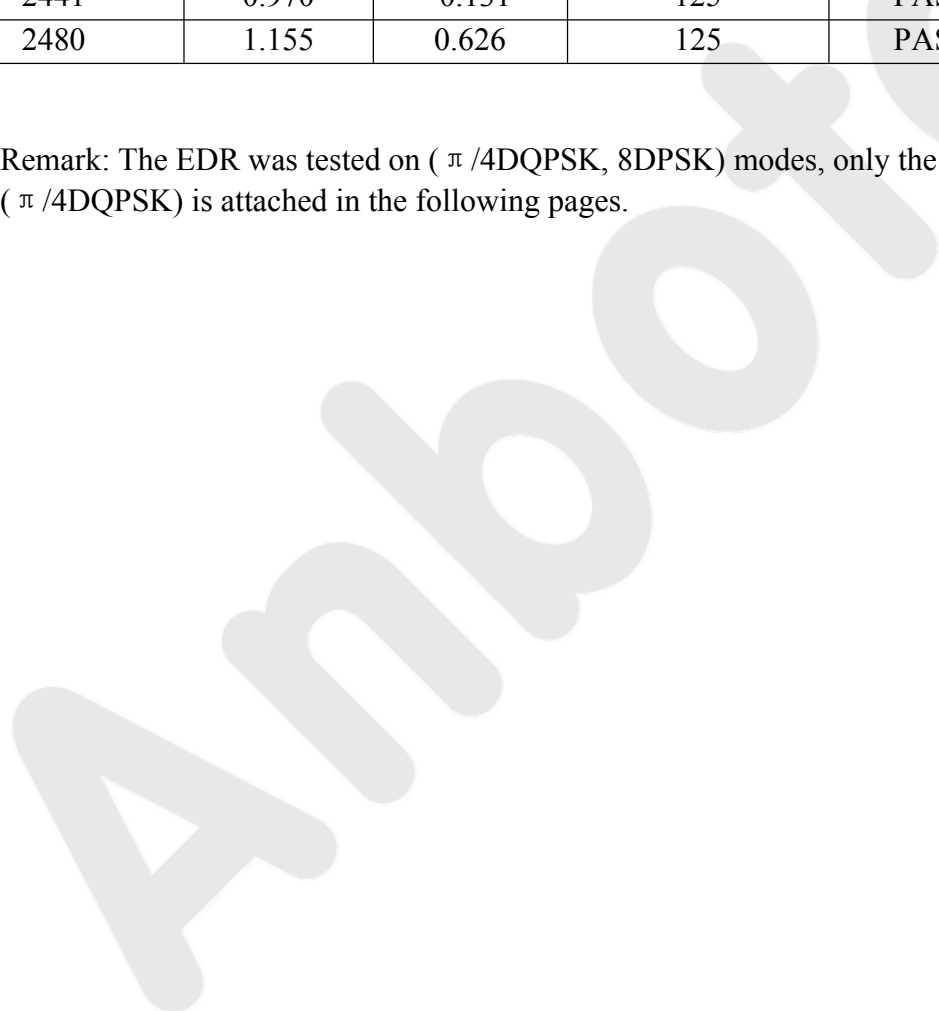 2480 1.155 0.626 125
Remark: The EDR was tested on ( π /4DQPSK, 8DPSK) modes, only the
( π /4DQPSK) is attached in the following pages.